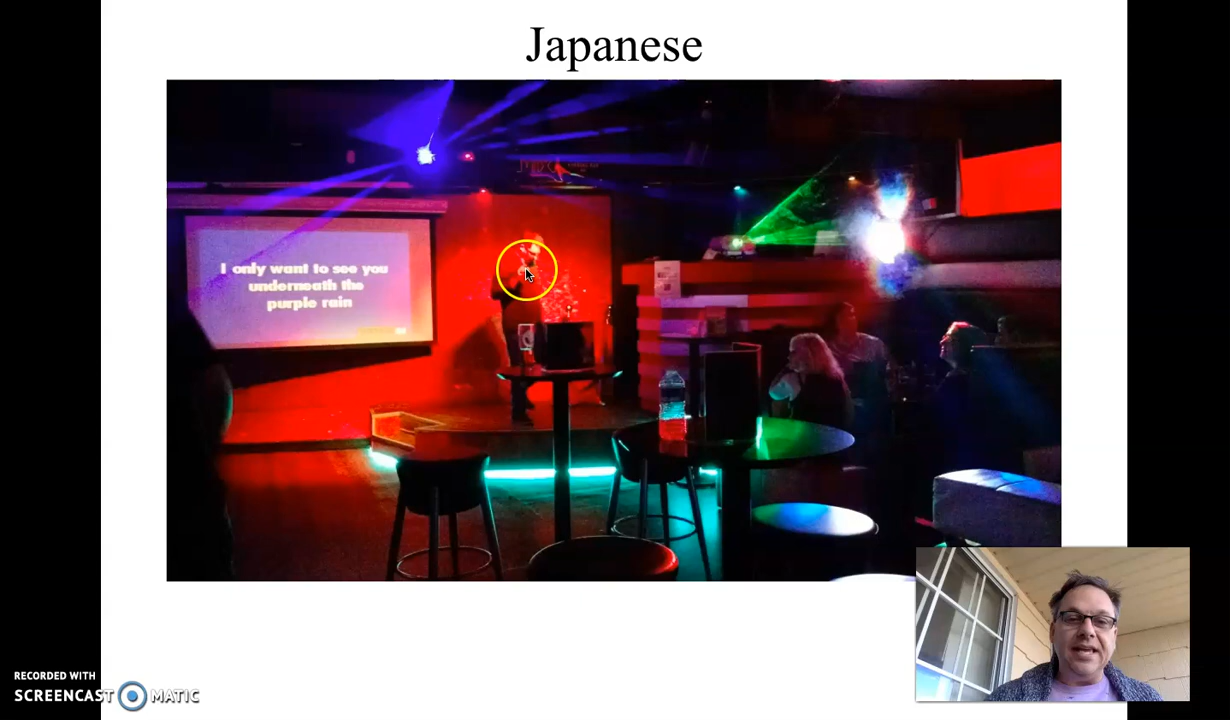 Japanese
I only want to see you
underneath the
purple rain
RECORDED WITH
SCREENCAST MATIC